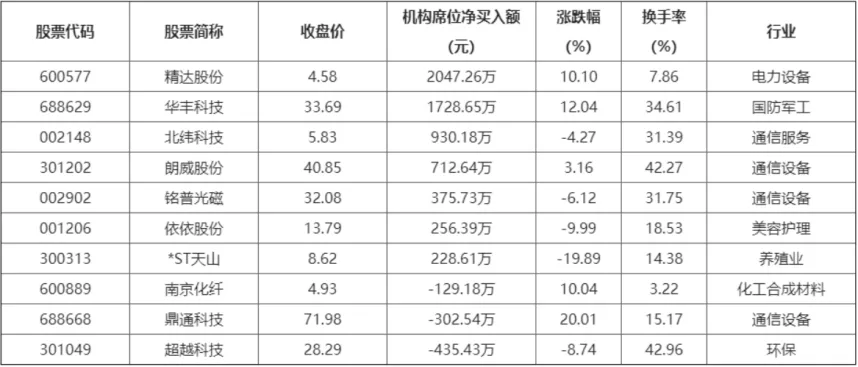 股票代码 股票简称 收盘价 机构席位净买入额（元） 涨跌幅（%） 换手率（%） 行业
600577 精达股份 4.58 2047.26万 10.10 7.86 电力设备
688629 华丰科技 33.69 1728.65万 12.04 34.61 国防军工
002148 北纬科技 5.83 930.18万 -4.27 31.39 通信服务
301202 朗威股份 40.85 712.64万 3.16 42.27 通信设备
002902 铭普光磁 32.08 375.73万 -6.12 31.75 通信设备
001206 依依股份 13.79 256.39万 -9.99 18.53 美容护理
300313 *ST天山 8.62 228.61万 -19.89 14.38 养殖业
600889 南京化纤 4.93 -129.18万 10.04 3.22 化工合成材料
688668 鼎通科技 71.98 -302.54万 20.01 15.17 通信设备
301049 超越科技 28.29 -435.43万 -8.74 42.96 环保